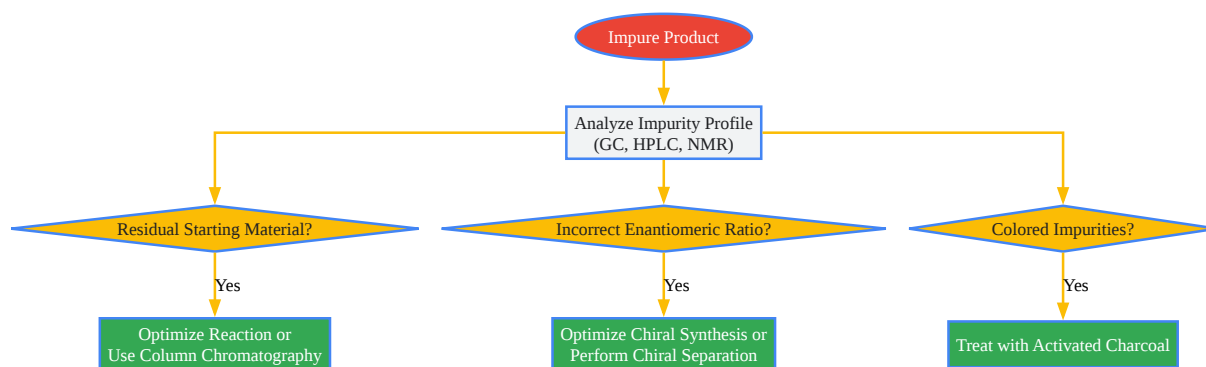 Impure Product
Analyze Impurity Profile
(GC, HPLC, NMR)
Residual Starting Material?
Incorrect Enantiomeric Ratio?
Colored Impurities?
Yes
Yes
Yes
Optimize Reaction or
Use Column Chromatography
Optimize Chiral Synthesis or
Perform Chiral Separation
Treat with Activated Charcoal